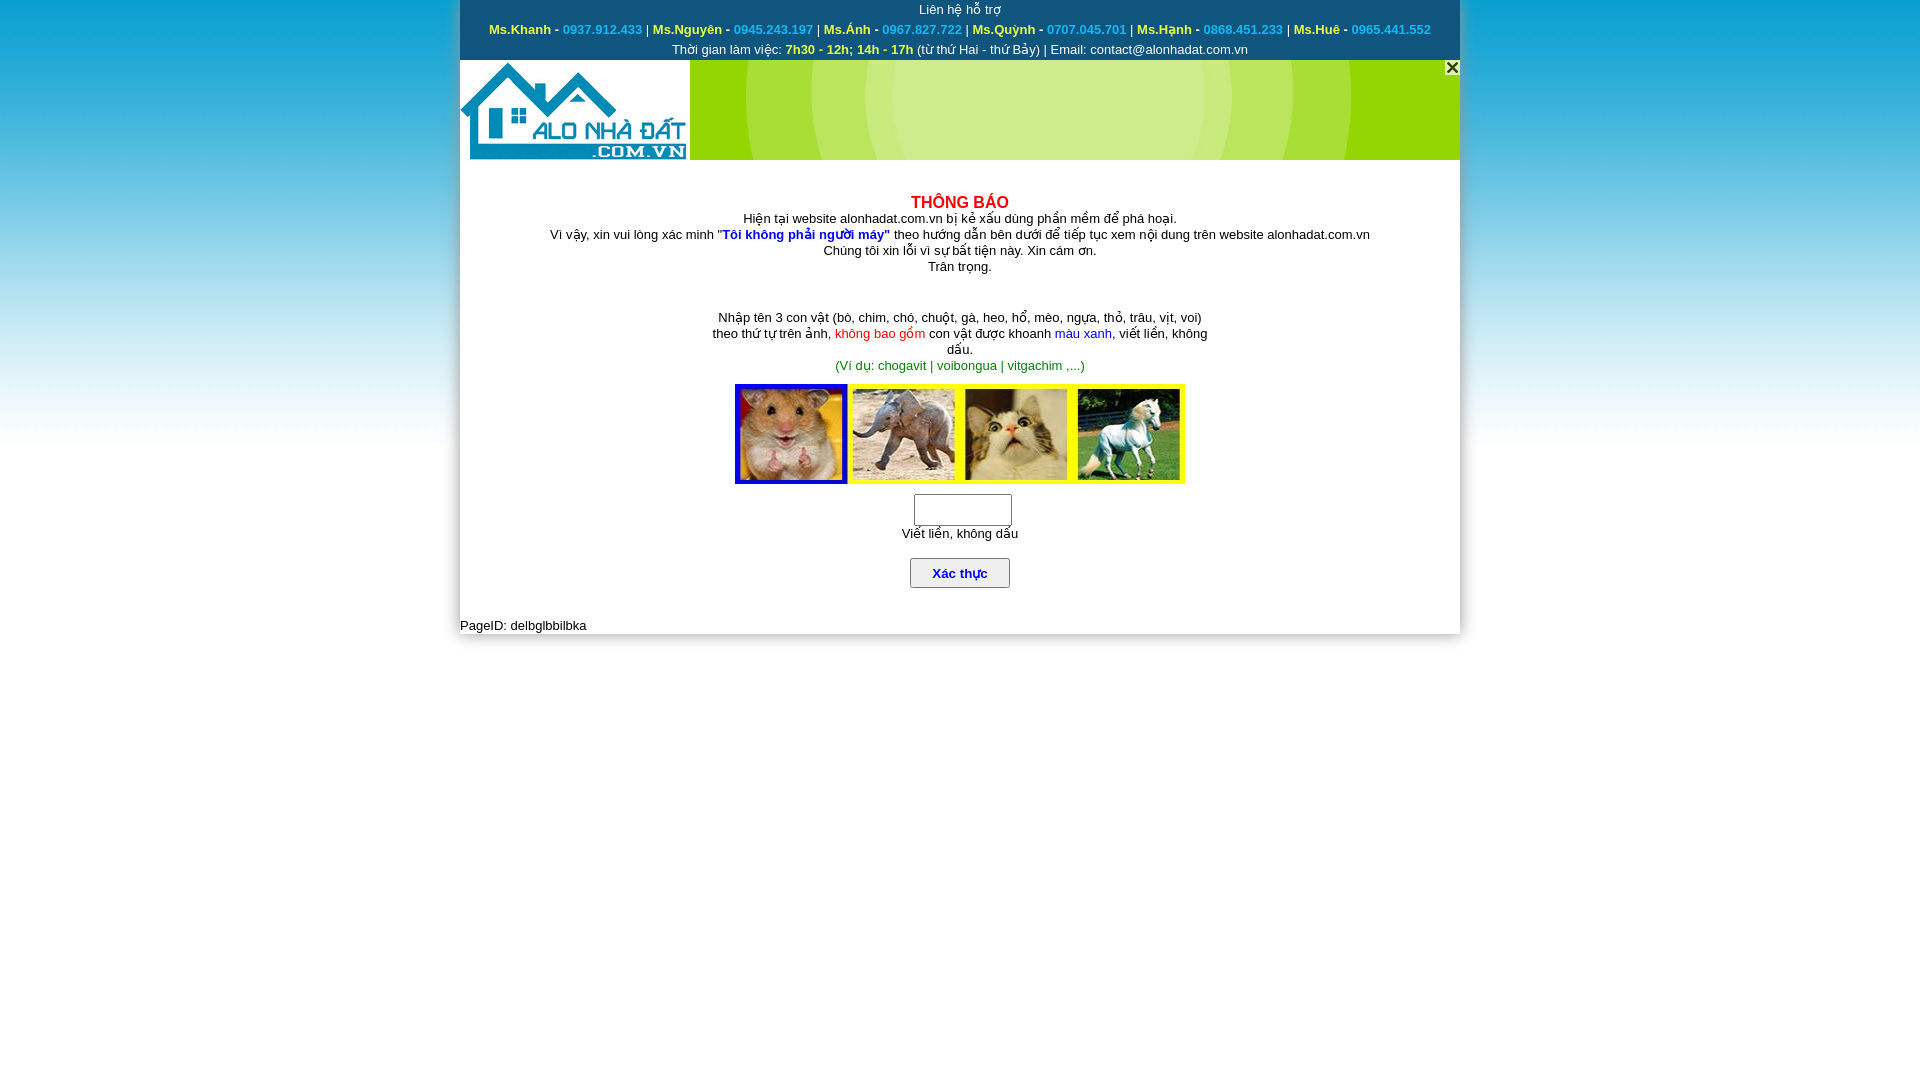 Liên hệ hỗ trợ
Ms.Khanh - 0937.912.433 | Ms.Nguyên - 0945.243.197 | Ms.Ánh - 0967.827.722 | Ms.Quỳnh - 0707.045.701 | Ms.Hạnh - 0868.451.233 | Ms.Huê - 0965.441.552
Thời gian làm việc: 7h30 - 12h; 14h - 17h (từ thứ Hai - thứ Bảy) | Email: contact@alonhadat.com.vn
ALO NHÀ ĐẤT
.COM.VN
THÔNG BÁO
Hiện tại website alonhadat.com.vn bị kẻ xấu dùng phần mềm để phá hoại.
Vì vậy, xin vui lòng xác minh "Tôi không phải người máy" theo hướng dẫn bên dưới để tiếp tục xem nội dung trên website alonhadat.com.vn
Chúng tôi xin lỗi vì sự bất tiện này. Xin cám ơn.
Trân trọng.
Nhập tên 3 con vật (bò, chim, chó, chuột, gà, heo, hổ, mèo, ngựa, thỏ, trâu, vịt, voi)
theo thứ tự trên ảnh, không bao gồm con vật được khoanh màu xanh, viết liền, không
dấu.
(Ví dụ: chogavit | voibongua | vitgachim ,...)
Viết liền, không dấu
Xác thực
PageID: delbglbbilbka